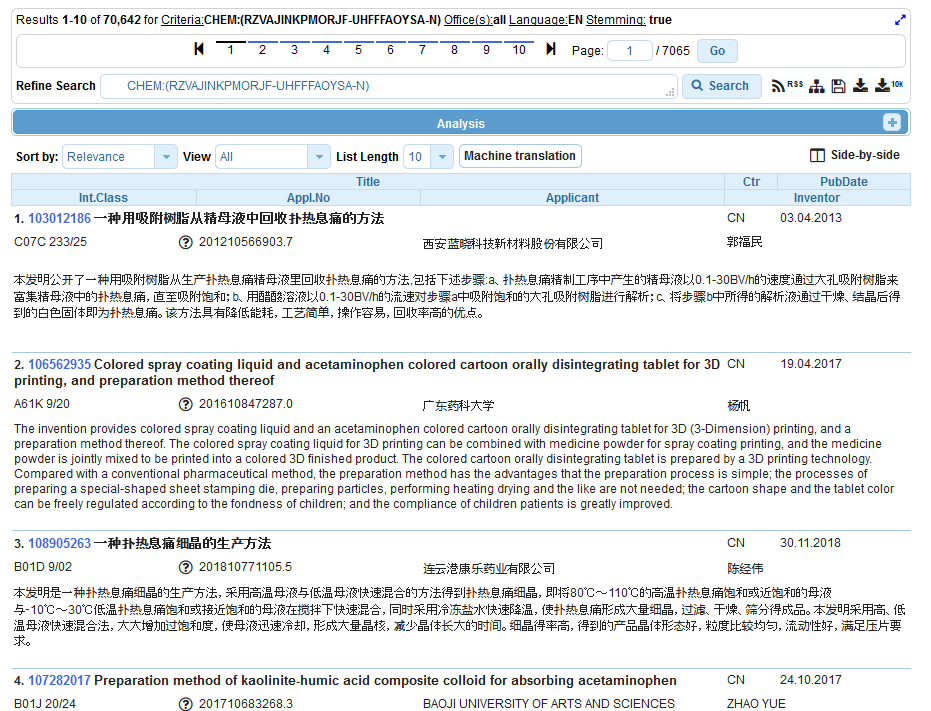 Results 1-10 of 70,642 for Criteria:CHEM:(RZVAJINKPMORJF-UHFFFAOYSA-N) Office(s):all Language:EN Stemming: true
1 2 3 4 5 6 7 8 9 10 Page: 1 / 7065 Go
Refine Search CHEM:(RZVAJINKPMORJF-UHFFFAOYSA-N) Search RSS 10k
Analysis
Sort by: Relevance View All List Length 10 Machine translation Side-by-side
Title Ctr PubDate
Int.Class Appl.No Applicant Inventor
1. 103012186 一种用吸附树脂从精母液中回收扑热息痛的方法 CN 03.04.2013
C07C 233/25 ? 201210566903.7 西安蓝晓科技新材料股份有限公司 郭福民
本发明公开了一种用吸附树脂从生产扑热息痛精母液里回收扑热息痛的方法,包括下述步骤:a、扑热息痛精制工序中产生的精母液以0.1-30BV/h的速度通过大孔吸附树脂来
富集母液中的扑热息痛，直至吸附饱和；b、用醋酸溶液以0.1-30BV/h的流速对步骤a中吸附饱和的大孔吸附树脂进行解析；c、将步骤b中所得的解析液通过干燥、结晶后得
到的白色固体即为扑热息痛。该方法具有降低能耗，工艺简单，操作容易，回收率高的优点。
2. 106562935 Colored spray coating liquid and acetaminophen colored cartoon orally disintegrating tablet for 3D CN 19.04.2017
printing, and preparation method thereof
A61K 9/20 ? 201610847287.0 广东药科大学 杨帆
The invention provides colored spray coating liquid and an acetaminophen colored cartoon orally disintegrating tablet for 3D (3-Dimension) printing, and a
preparation method thereof. The colored spray coating liquid for 3D printing can be combined with medicine powder for spray coating printing, and the medicine
powder is jointly mixed to be printed into a colored 3D finished product. The colored cartoon orally disintegrating tablet is prepared by a 3D printing technology.
Compared with a conventional pharmaceutical method, the preparation method has the advantages that the preparation process is simple; the processes of
preparing a special-shaped sheet stamping die, preparing particles, performing heating drying and the like are not needed; the cartoon shape and the tablet color
can be freely regulated according to the fondness of children; and the compliance of children patients is greatly improved.
3. 108905263 一种扑热息痛细晶的生产方法 CN 30.11.2018
B01D 9/02 ? 201810771105.5 连云港康乐药业有限公司 陈经伟
本发明是一种扑热息痛细晶的生产方法，采用高温母液与低温母液快速混合的方法得到扑热息痛细晶，即将80℃～110℃的高温扑热息痛饱和或近饱和的母液
与-10℃～30℃低温扑热息痛饱和或接近饱和的母液在搅拌下快速混合，同时采用冷冻盐水快速降温，使扑热息痛形成大量细晶，过滤、干燥、筛分得成品。本发明采用高、低
温母液快速混合法，大大增加过饱和度，使母液迅速冷却，形成大量晶核，减少晶体长大的时间。细晶得率高，得到的产品晶体形态好，粒度比较均匀，流动性好，满足压片要
求。
4. 107282017 Preparation method of kaolinite-humic acid composite colloid for absorbing acetaminophen CN 24.10.2017
B01J 20/24 ? 201710683268.3 BAOJI UNIVERSITY OF ARTS AND SCIENCES ZHAO YUE